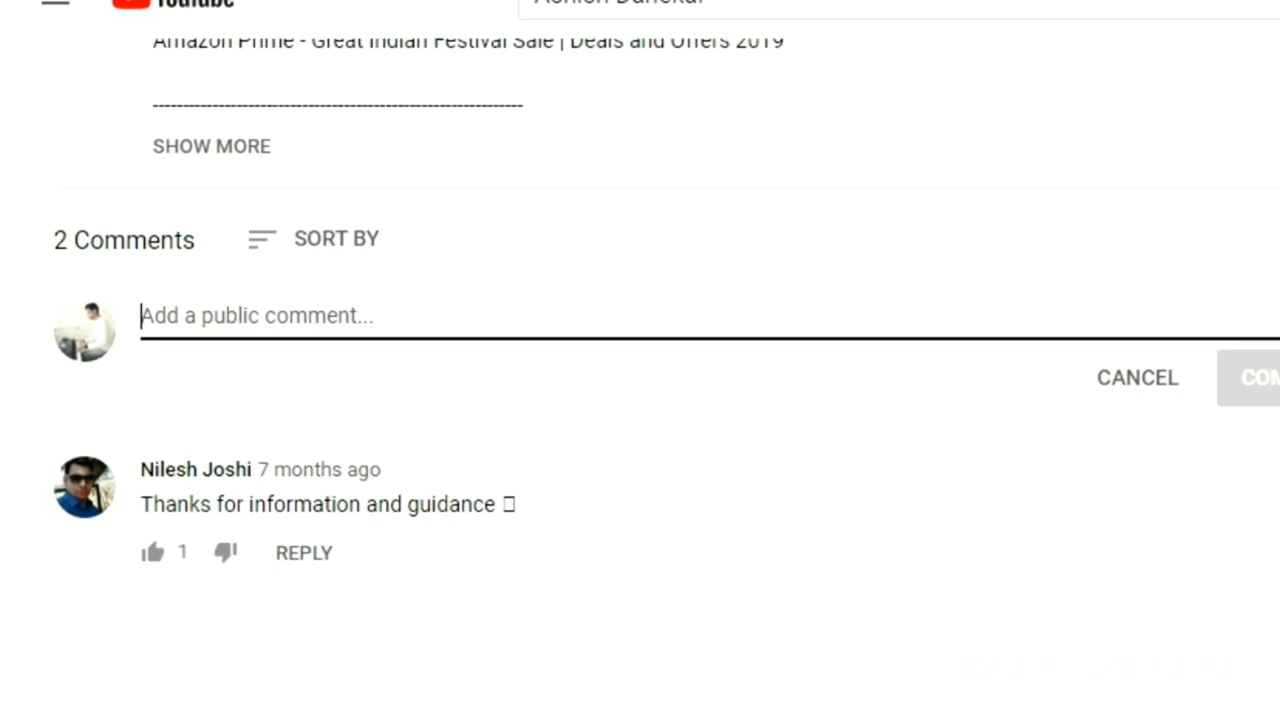 YouTube
Amazon Prime - Great Indian Festival Sale | Deals and Offers 2019
-------------------------------------------------------------
SHOW MORE
2 Comments SORT BY
Add a public comment...
CANCEL
Nilesh Joshi 7 months ago
Thanks for information and guidance
1 REPLY